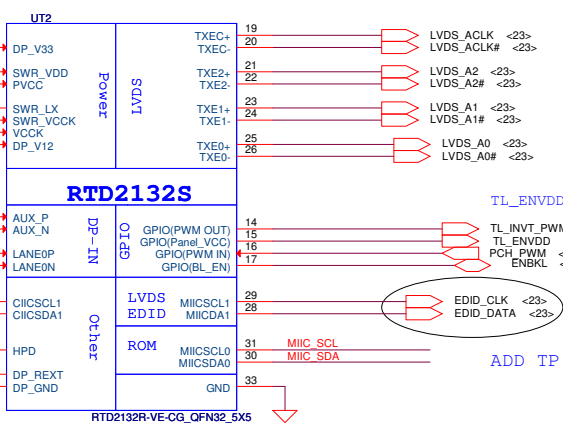 UT2
19
TXEC+
LVDS_ACLK <23>
20
TXEC-
LVDS_ACLK# <23>
DP_V33
21
SWR_VDD
TXE2+
LVDS_A2 <23>
22
PVCC
TXE2-
LVDS_A2# <23>
Power
LVDS
23
SWR_LX
TXE1+
LVDS_A1 <23>
24
SWR_VCCK
TXE1-
LVDS_A1# <23>
VCCK
25
DP_V12
TXE0+
LVDS_A0 <23>
26
TXE0-
LVDS_A0# <23>
RTD2132S
TL_ENVDD
AUX_P
14
AUX_N
GPIO(PWM OUT)
TL_INVT_PWM
15
GPIO(Panel_VCC)
TL_ENVDD
DP-IN
GPIO
16
LANE0P
GPIO(PWM IN)
PCH_PWM
17
LANE0N
GPIO(BL_EN)
ENBKL
29
CIICSCL1
LVDS
MIICSCL1
EDID_CLK <23>
28
CIICSDA1
EDID
MIICDA1
EDID_DATA <23>
Other
31
MIIC_SCL
HPD
ROM
MIICSCL0
30
MIIC_SDA
MIICSDA0
ADD TP
DP_REXT
33
DP_GND
GND
RTD2132R-VE-CG_QFN32_5X5